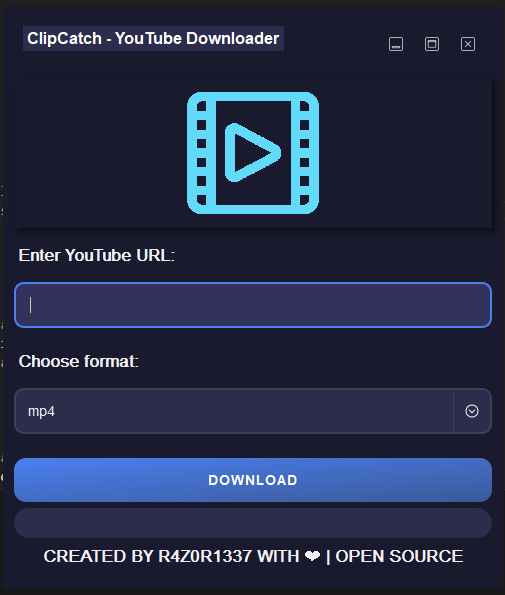 ClipCatch - YouTube Downloader
Enter YouTube URL:
Choose format:
mp4
DOWNLOAD
CREATED BY R4Z0R1337 WITH ❤ | OPEN SOURCE